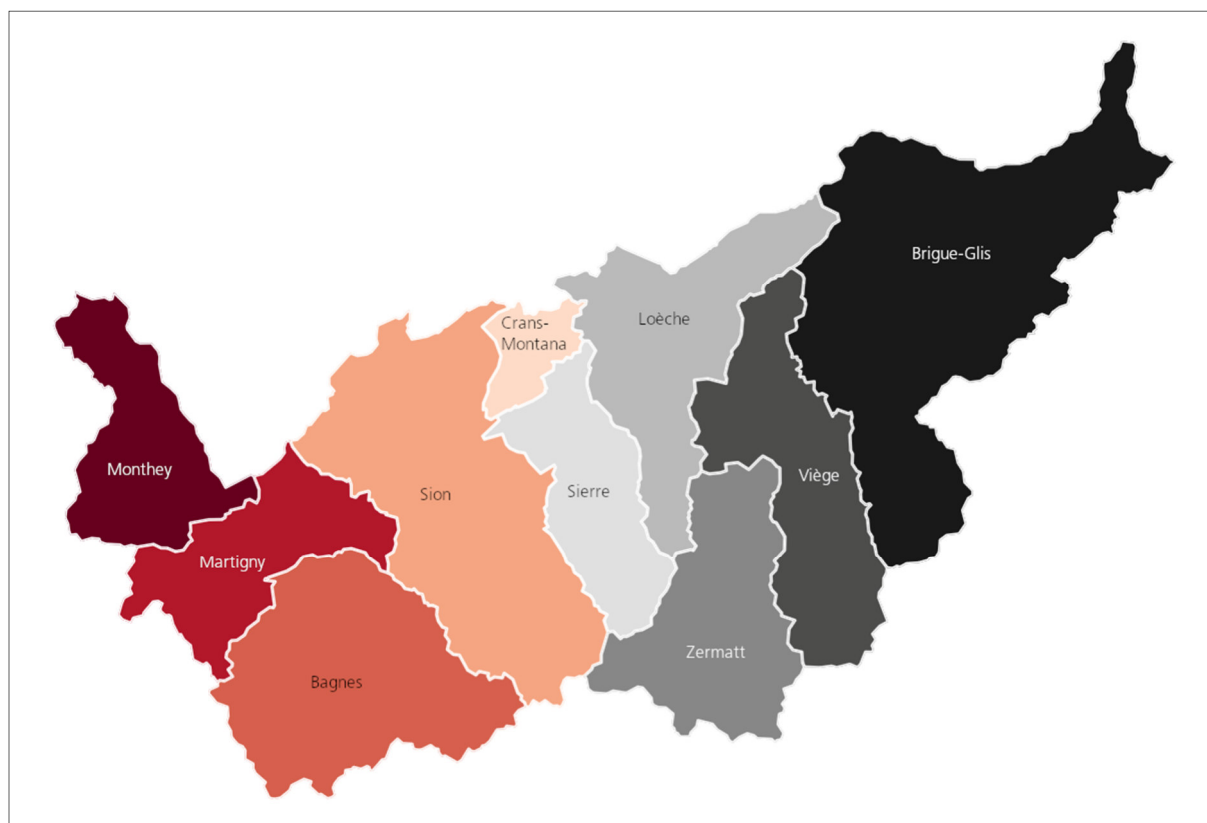 Brigue-Glis
Loèche
Crans-
Montana
Monthey
Viège
Sierre
Sion
Martigny
Zermatt
Bagnes